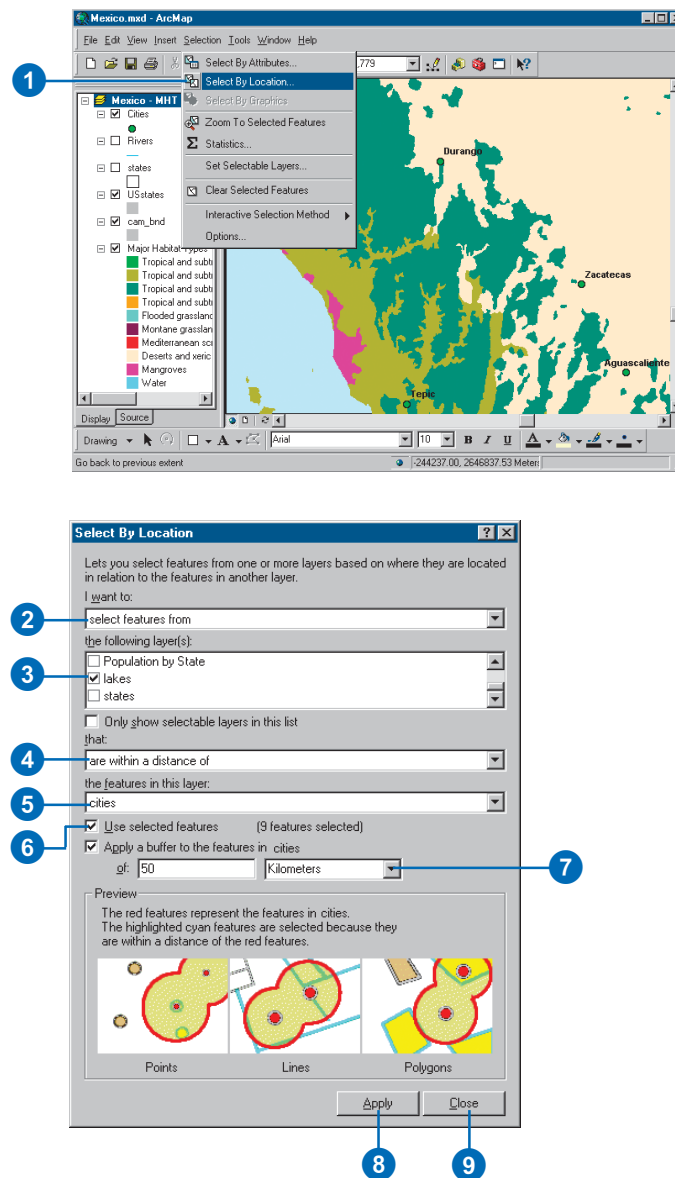 Mexico.mxd - ArcMap
File Edit View Insert Selection Tools Window Help
,779
1
Select By Attributes...
Select By Location...
Select By Graphics
Zoom To Selected Features
Statistics...
Set Selectable Layers...
Clear Selected Features
Interactive Selection Method
Options...
Mexico - MHT
Cities
Rivers
states
USstates
cam_bnd
Major Habitat Types
Tropical and subt
Tropical and subt
Tropical and subt
Tropical and subt
Flooded grassland
Montane grasslan
Mediterranean scr
Deserts and xeric
Mangroves
Water
Durango
Zacatecas
Aguascaliente
Tepic
Display Source
Drawing A Arial 10 B I U A
Go back to previous extent -244237.00, 2646837.53 Meters
Select By Location
Lets you select features from one or more layers based on where they are located
in relation to the features in another layer.
I want to:
2
select features from
the following layer(s):
Population by State
3
lakes
states
Only show selectable layers in this list
that:
4
are within a distance of
the features in this layer:
5
cities
6
Use selected features (9 features selected)
Apply a buffer to the features in cities
of: 50 Kilometers
7
Preview
The red features represent the features in cities.
The highlighted cyan features are selected because they
are within a distance of the red features.
Points Lines Polygons
Apply Close
8 9